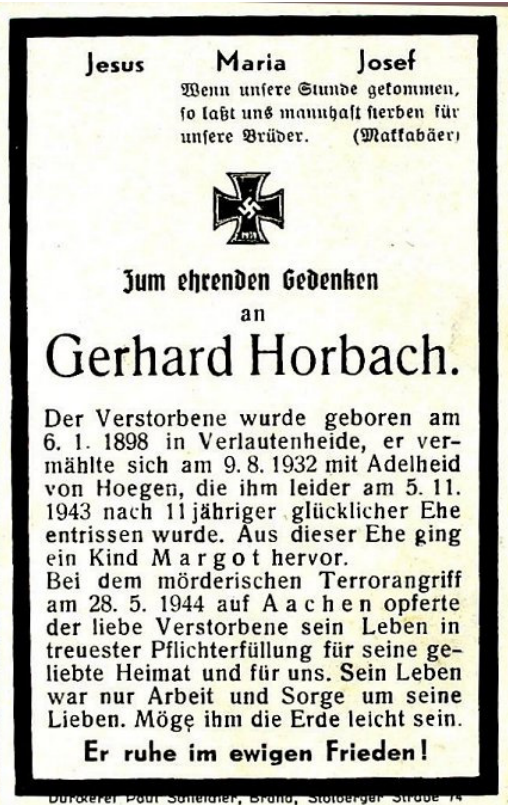 Jesus Maria Josef
Wenn unsere Stunde gekommen,
so laßt uns mannhaft sterben für
unsere Brüder. (Makkabäer)
1939
Zum ehrenden Gedenken
an
Gerhard Horbach.
Der Verstorbene wurde geboren am
6. 1. 1898 in Verlautenheide, er ver-
mählte sich am 9. 8. 1932 mit Adelheid
von Hoegen, die ihm leider am 5. 11.
1943 nach 11 jähriger glücklicher Ehe
entrissen wurde. Aus dieser Ehe ging
ein Kind Margot hervor.
Bei dem mörderischen Terrorangriff
am 28. 5. 1944 auf Aachen opferte
der liebe Verstorbene sein Leben in
treuester Pflichterfüllung für seine ge-
liebte Heimat und für uns. Sein Leben
war nur Arbeit und Sorge um seine
Lieben. Möge ihm die Erde leicht sein.
Er ruhe im ewigen Frieden!
Paul Brand, Stolberger Straße 14